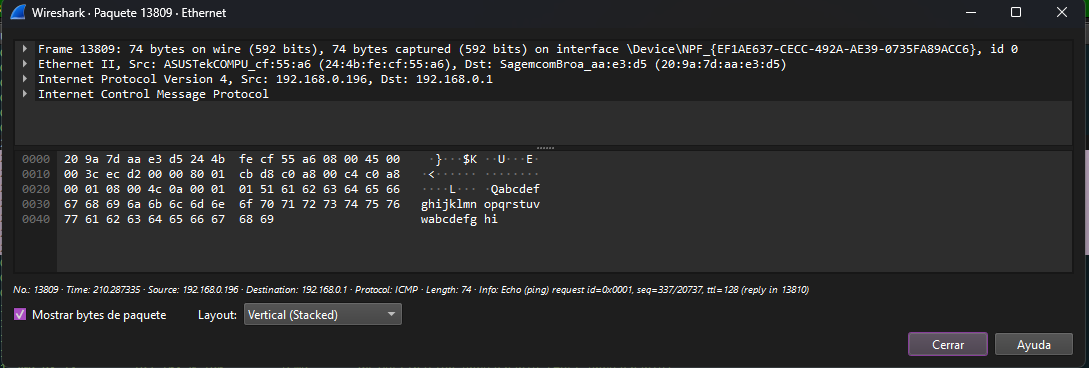 Wireshark · Paquete 13809 · Ethernet
Frame 13809: 74 bytes on wire (592 bits), 74 bytes captured (592 bits) on interface \Device\NPF_{EF1AE637-CECC-492A-AE39-0735FA89ACC6}, id 0
Ethernet II, Src: ASUSTekCOMPU_cf:55:a6 (24:4b:fe:cf:55:a6), Dst: SagemcomBroa_aa:e3:d5 (20:9a:7d:aa:e3:d5)
Internet Protocol Version 4, Src: 192.168.0.196, Dst: 192.168.0.1
Internet Control Message Protocol
0000 20 9a 7d aa e3 d5 24 4b fe cf 55 a6 08 00 45 00 ·}···$K ··U···E·
0010 00 3c ec d2 00 00 80 01 cb d8 c0 a8 00 c4 c0 a8 ·<······ ········
0020 00 01 08 00 4c 0a 00 01 01 51 61 62 63 64 65 66 ····L··· ·Qabcdef
0030 67 68 69 6a 6b 6c 6d 6e 6f 70 71 72 73 74 75 76 ghijklmn opqrstuv
0040 77 61 62 63 64 65 66 67 68 69 wabcdefg hi
No.: 13809 · Time: 210.287335 · Source: 192.168.0.196 · Destination: 192.168.0.1 · Protocol: ICMP · Length: 74 · Info: Echo (ping) request id=0x0001, seq=337/20737, ttl=128 (reply in 13810)
Mostrar bytes de paquete Layout: Vertical (Stacked)
Cerrar Ayuda